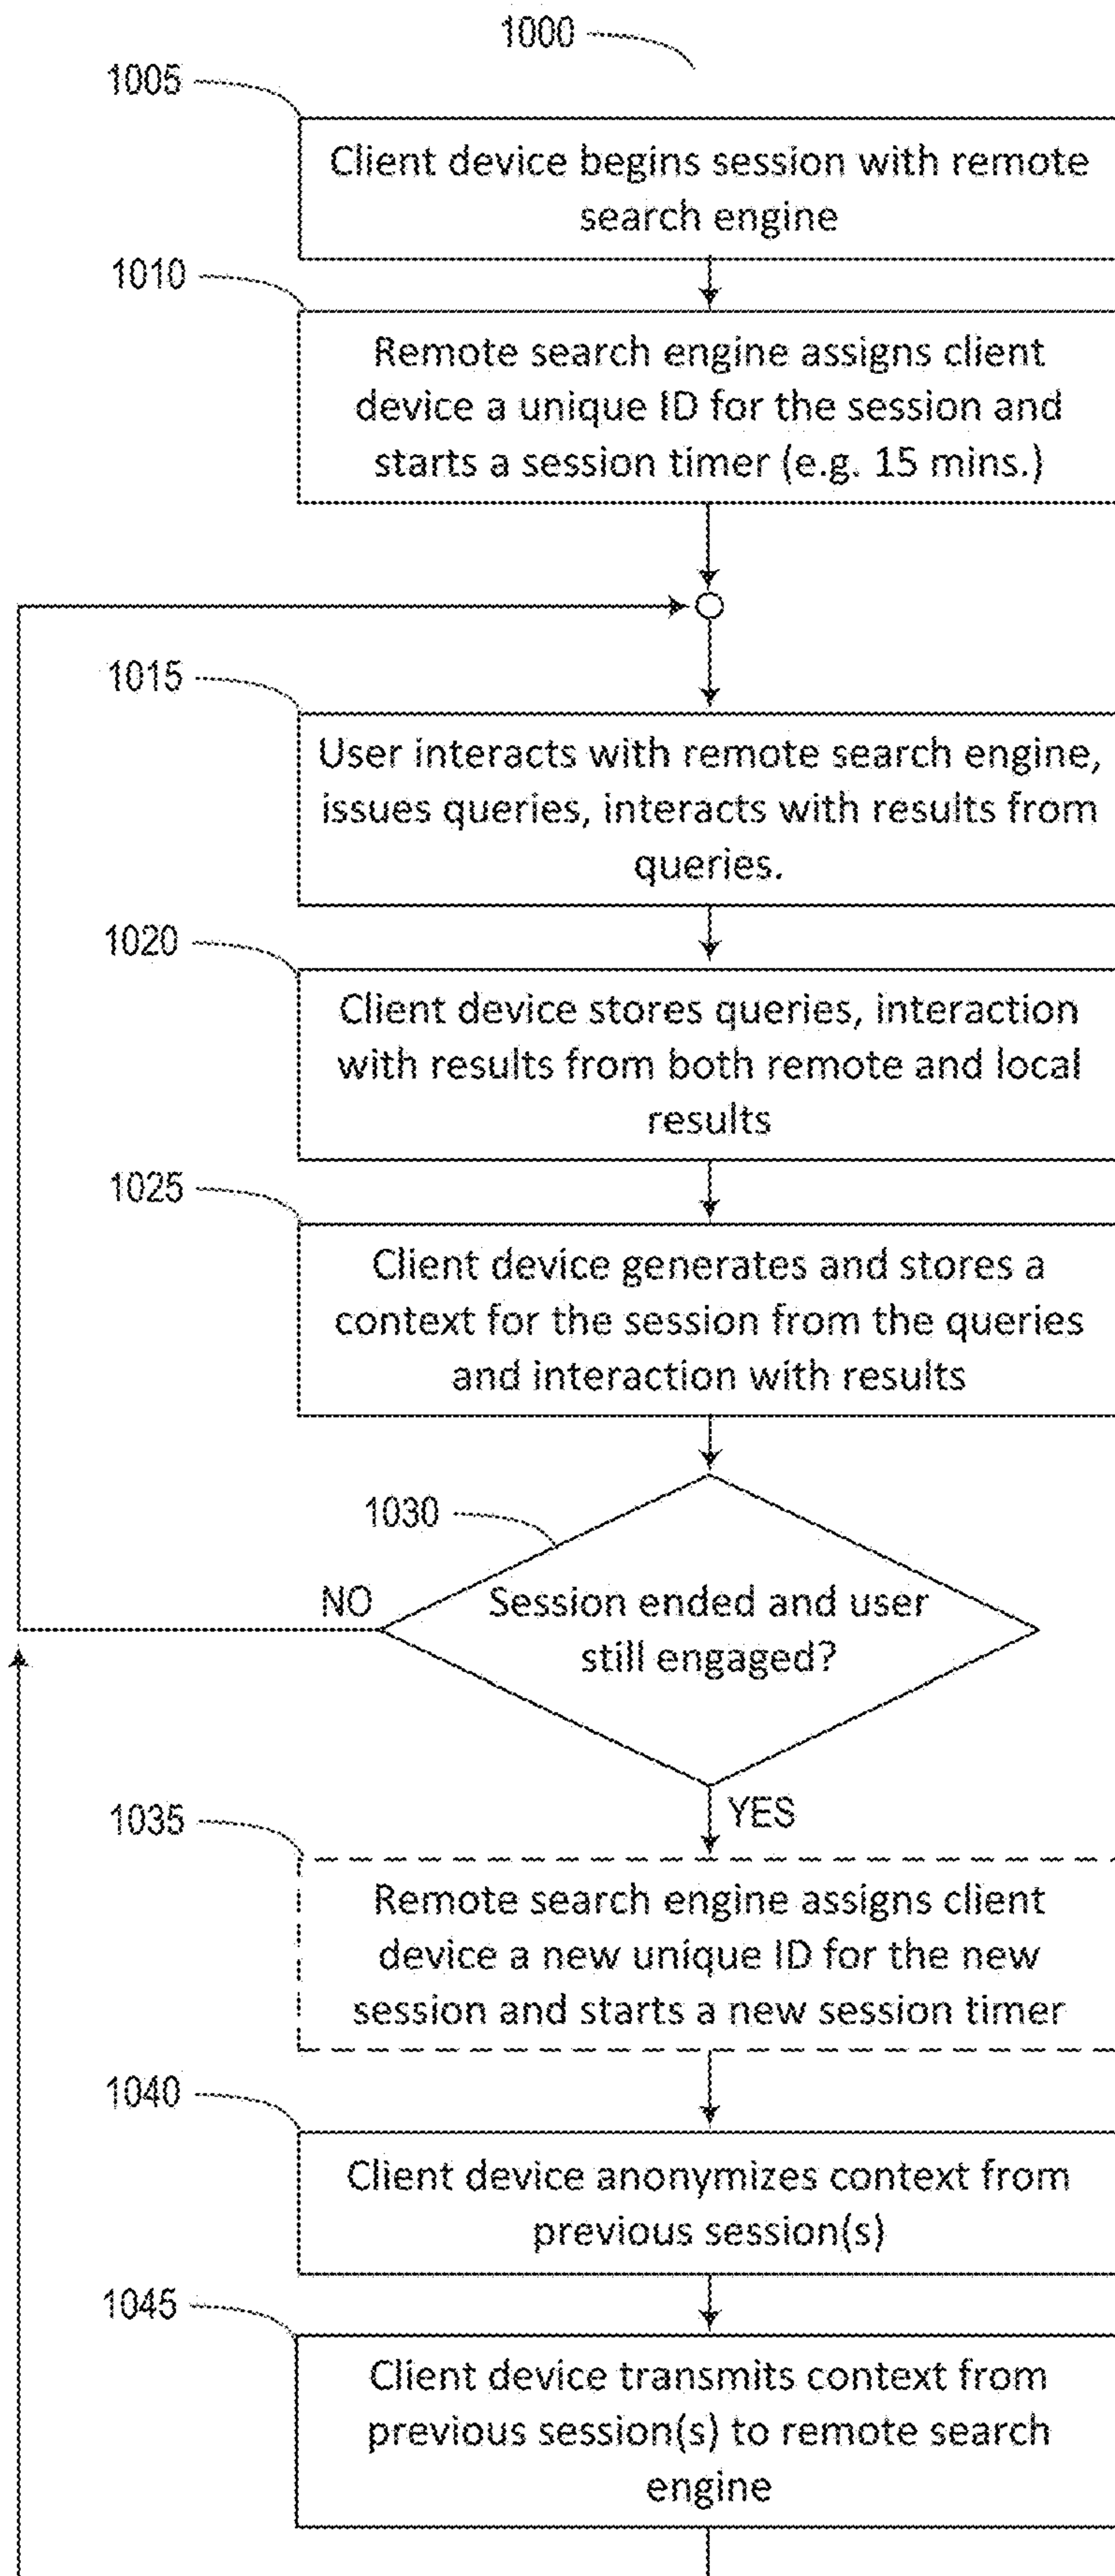 1000
1005
Client device begins session with remote
search engine
1010
Remote search engine assigns client
device a unique ID for the session and
starts a session timer (e.g. 15 mins.)
1015
User interacts with remote search engine,
issues queries, interacts with results from
queries.
1020
Client device stores queries, interaction
with results from both remote and local
results
1025
Client device generates and stores a
context for the session from the queries
and interaction with results
1030
NO
Session ended and user
still engaged?
YES
1035
Remote search engine assigns client
device a new unique ID for the new
session and starts a new session timer
1040
Client device anonymizes context from
previous session(s)
1045
Client device transmits context from
previous session(s) to remote search
engine